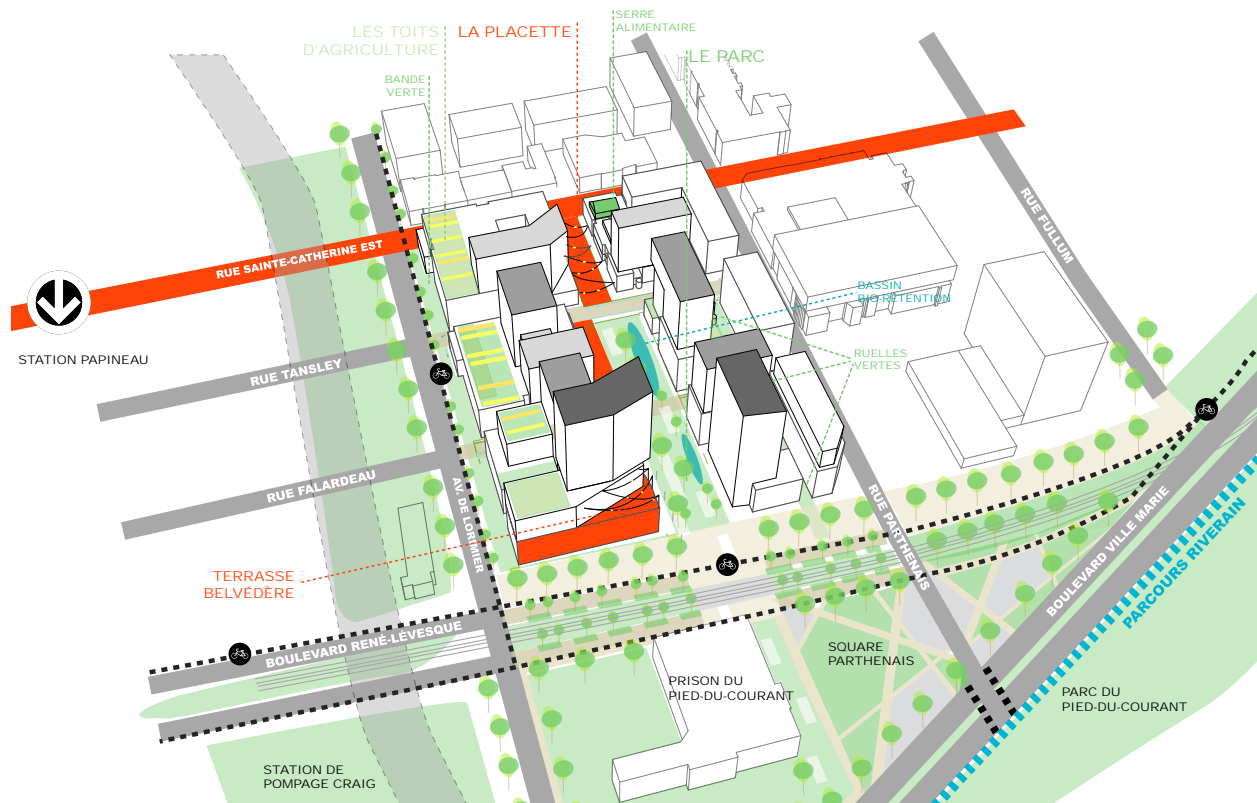 SERRE
ALIMENTAIRE
LES TOITS
D'AGRICULTURE
LA PLACETTE
LE PARC
BANDE
VERTE
RUE FULLUM
RUE SAINTE-CATHERINE EST
BASSIN
BIO-RÉTENTION
STATION PAPINEAU
RUE TANSLEY
RUELLES
VERTES
RUE FALARDEAU
AV. DE LORIMIER
RUE PARTHENAIS
BOULEVARD VILLE MARIE
PARCOURS RIVERAIN
TERRASSE
BELVÉDÈRE
BOULEVARD RENÉ-LÉVESQUE
SQUARE
PARTHENAIS
PRISON DU
PIED-DU-COURANT
PARC DU
PIED-DU-COURANT
STATION DE
POMPAGE CRAIG